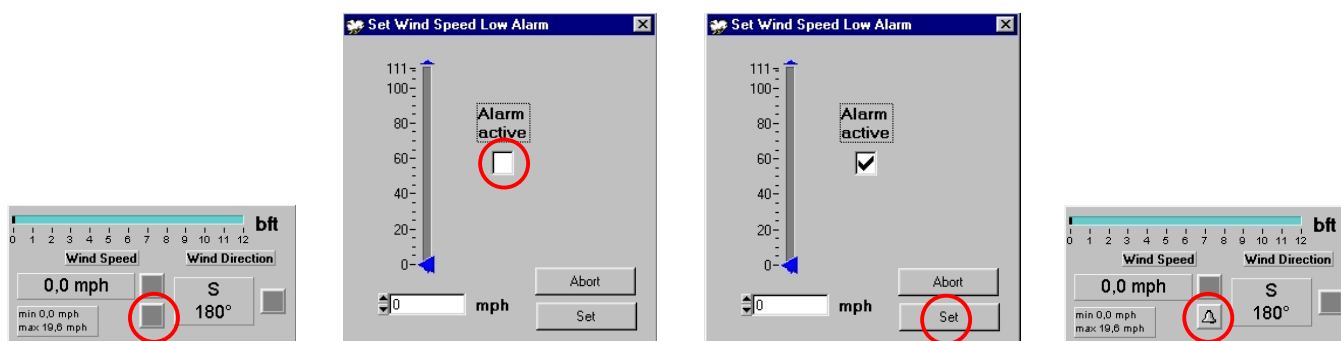 bft
0 1 2 3 4 5 6 7 8 9 10 11 12
Wind Speed
Wind Direction
0,0 mph
min 0,0 mph
max 19,6 mph
S
180°
Set Wind Speed Low Alarm
111
100
80
60
40
20
0
Alarm
active
0
mph
Abort
Set
Set Wind Speed Low Alarm
111
100
80
60
40
20
0
Alarm
active
0
mph
Abort
Set
bft
0 1 2 3 4 5 6 7 8 9 10 11 12
Wind Speed
Wind Direction
0,0 mph
min 0,0 mph
max 19,6 mph
S
180°